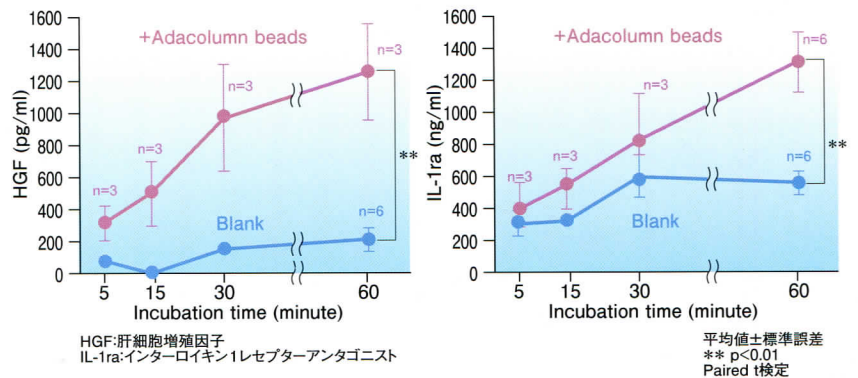 1600
1400
1200
1000
800
600
400
200
0
HGF (pg/ml)
+Adacolumn beads
n=3
n=3
n=3
n=3
Blank
n=6
**
5 15 30 60
Incubation time (minute)
HGF:肝細胞増殖因子
IL-1ra:インターロイキン1レセプターアンタゴニスト
1600
1400
1200
1000
800
600
400
200
0
IL-1ra (ng/ml)
+Adacolumn beads
n=3
n=3
n=3
n=6
Blank
n=6
**
5 15 30 60
Incubation time (minute)
平均値±標準誤差
** p<0.01
Paired t検定